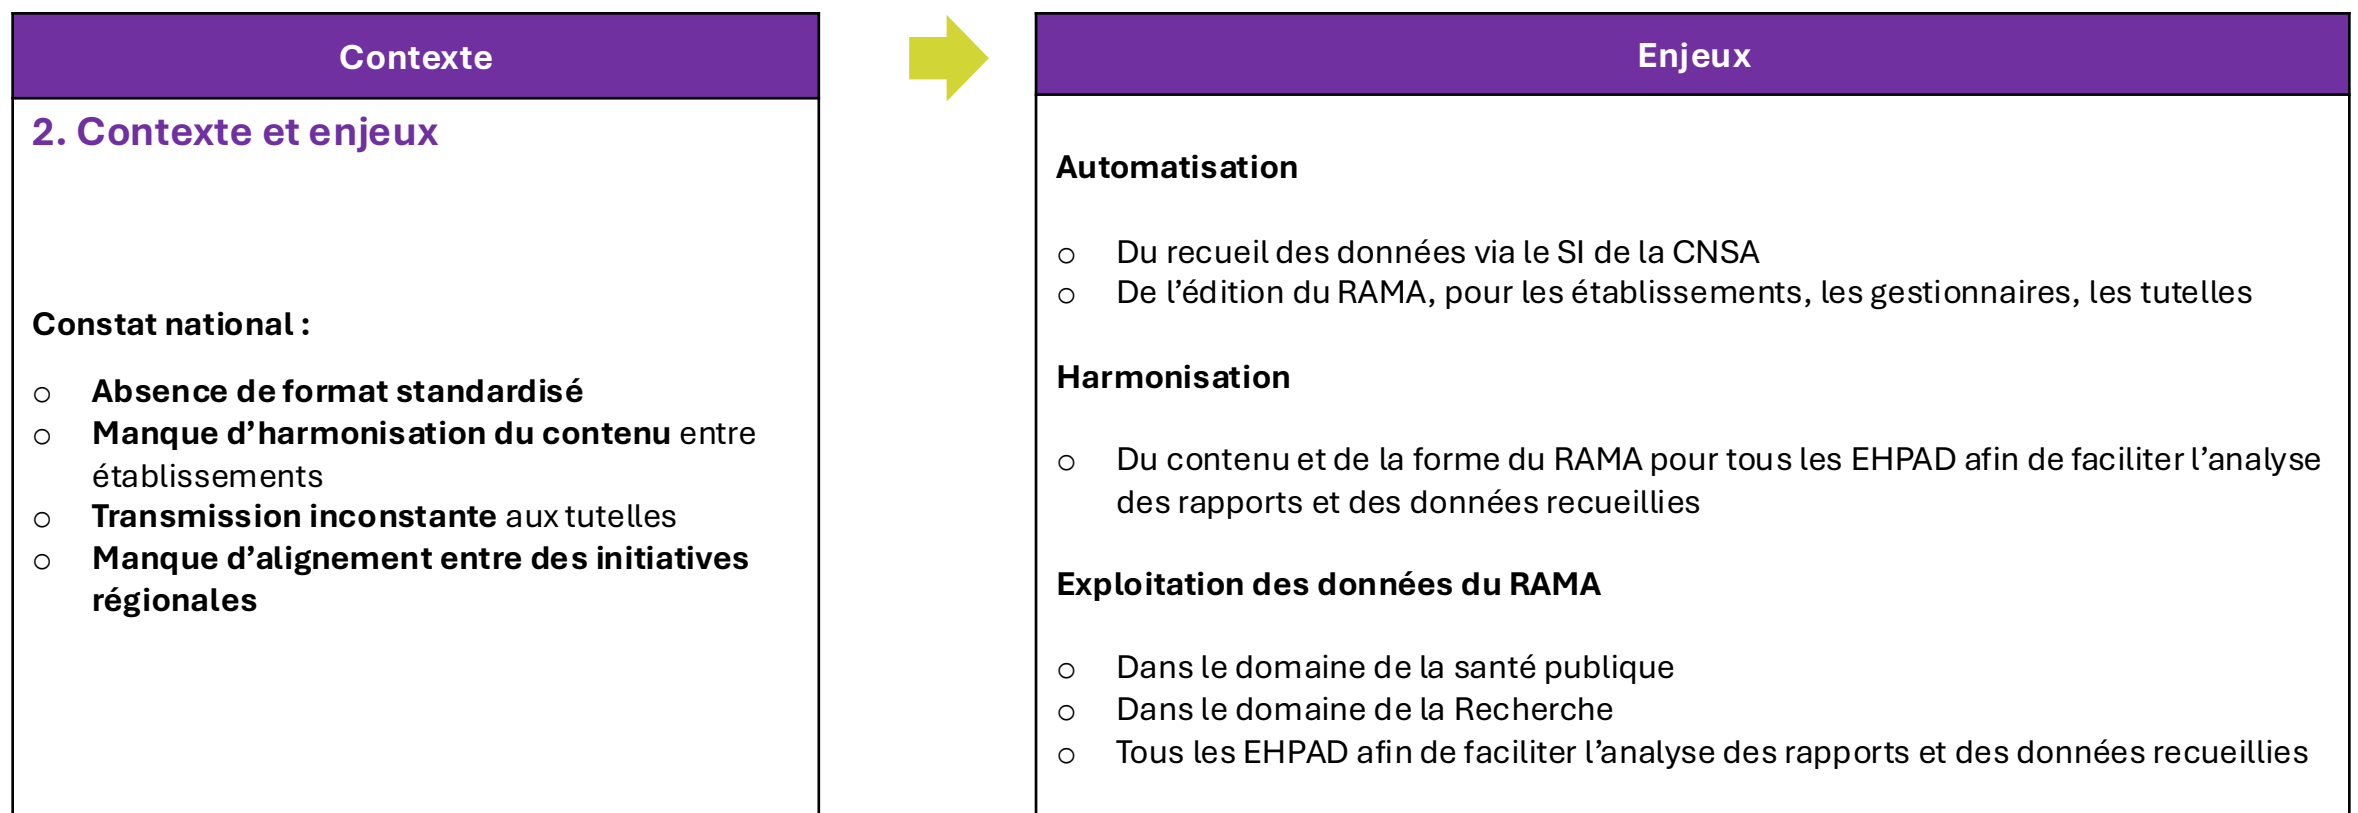 Contexte
2. Contexte et enjeux
Constat national :
o Absence de format standardisé
o Manque d’harmonisation du contenu entre
établissements
o Transmission inconstante aux tutelles
o Manque d’alignement entre des initiatives
régionales
Enjeux
Automatisation
o Du recueil des données via le SI de la CNSA
o De l’édition du RAMA, pour les établissements, les gestionnaires, les tutelles
Harmonisation
o Du contenu et de la forme du RAMA pour tous les EHPAD afin de faciliter l’analyse
des rapports et des données recueillies
Exploitation des données du RAMA
o Dans le domaine de la santé publique
o Dans le domaine de la Recherche
o Tous les EHPAD afin de faciliter l’analyse des rapports et des données recueillies